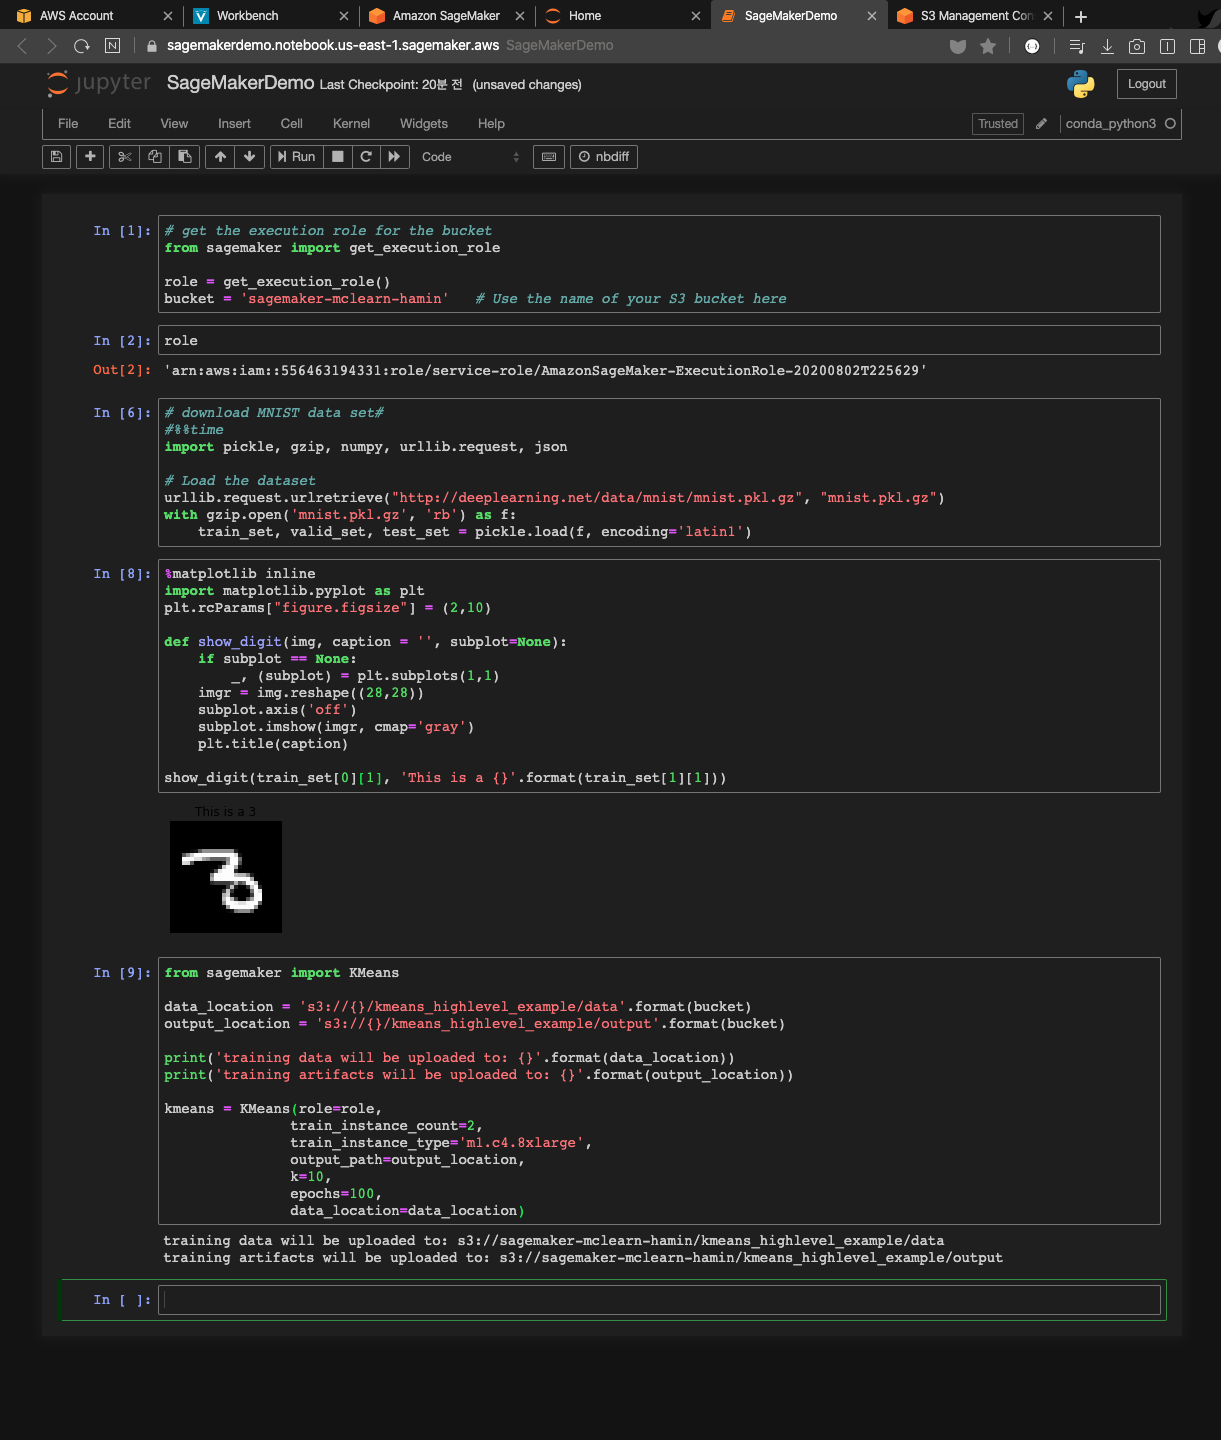 AWS Account
Workbench
Amazon SageMaker
Home
SageMakerDemo
S3 Management Con
sagemakerdemo.notebook.us-east-1.sagemaker.aws SageMakerDemo
jupyter SageMakerDemo Last Checkpoint: 20분 전 (unsaved changes)
Logout
File Edit View Insert Cell Kernel Widgets Help
Trusted
conda_python3
Run
Code
nbdiff
In [1]:
# get the execution role for the bucket
from sagemaker import get_execution_role
role = get_execution_role()
bucket = 'sagemaker-mclearn-hamin' # Use the name of your S3 bucket here
In [2]:
role
Out[2]:
'arn:aws:iam::556463194331:role/service-role/AmazonSageMaker-ExecutionRole-20200802T225629'
In [6]:
# download MNIST data set#
#%%time
import pickle, gzip, numpy, urllib.request, json
# Load the dataset
urllib.request.urlretrieve("http://deeplearning.net/data/mnist/mnist.pkl.gz", "mnist.pkl.gz")
with gzip.open('mnist.pkl.gz', 'rb') as f:
    train_set, valid_set, test_set = pickle.load(f, encoding='latin1')
In [8]:
%matplotlib inline
import matplotlib.pyplot as plt
plt.rcParams["figure.figsize"] = (2,10)
def show_digit(img, caption = '', subplot=None):
    if subplot == None:
        _, (subplot) = plt.subplots(1,1)
    imgr = img.reshape((28,28))
    subplot.axis('off')
    subplot.imshow(imgr, cmap='gray')
    plt.title(caption)
show_digit(train_set[0][1], 'This is a {}'.format(train_set[1][1]))
This is a 3
In [9]:
from sagemaker import KMeans
data_location = 's3://{}/kmeans_highlevel_example/data'.format(bucket)
output_location = 's3://{}/kmeans_highlevel_example/output'.format(bucket)
print('training data will be uploaded to: {}'.format(data_location))
print('training artifacts will be uploaded to: {}'.format(output_location))
kmeans = KMeans(role=role,
               train_instance_count=2,
               train_instance_type='ml.c4.8xlarge',
               output_path=output_location,
               k=10,
               epochs=100,
               data_location=data_location)
training data will be uploaded to: s3://sagemaker-mclearn-hamin/kmeans_highlevel_example/data
training artifacts will be uploaded to: s3://sagemaker-mclearn-hamin/kmeans_highlevel_example/output
In [ ]: